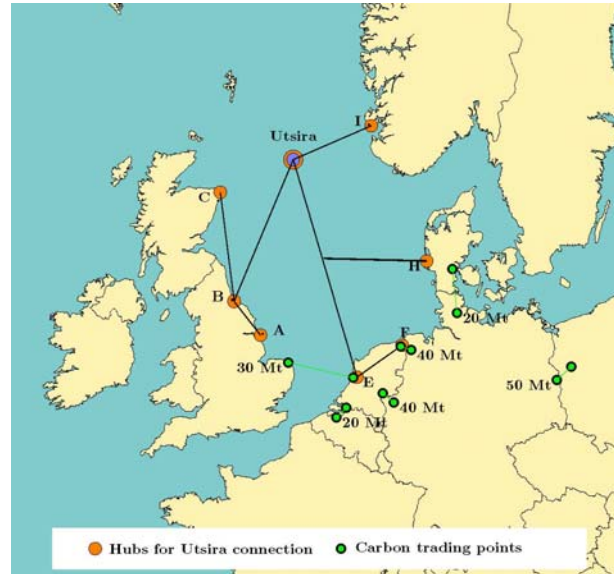 I
Utsira
C
H
B
A
20 Mt
F
30 Mt
40 Mt
E
50 Mt
40 Mt
20 Mt
Hubs for Utsira connection
Carbon trading points